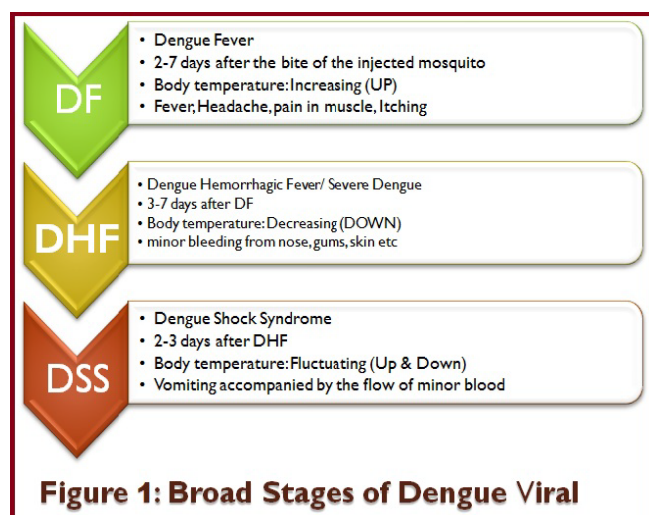 DF
• Dengue Fever
• 2-7 days after the bite of the injected mosquito
• Body temperature: Increasing (UP)
• Fever, Headache, pain in muscle, Itching
DHF
• Dengue Hemorrhagic Fever/ Severe Dengue
• 3-7 days after DF
• Body temperature: Decreasing (DOWN)
• minor bleeding from nose, gums, skin etc
DSS
• Dengue Shock Syndrome
• 2-3 days after DHF
• Body temperature: Fluctuating (Up & Down)
• Vomiting accompanied by the flow of minor blood
Figure 1: Broad Stages of Dengue Viral